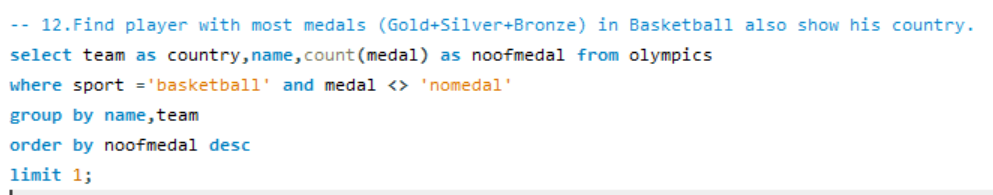 -- 12.Find player with most medals (Gold+Silver+Bronze) in Basketball also show his country.
select team as country,name,count(medal) as noofmedal from olympics
where sport ='basketball' and medal <> 'nomedal'
group by name,team
order by noofmedal desc
limit 1;